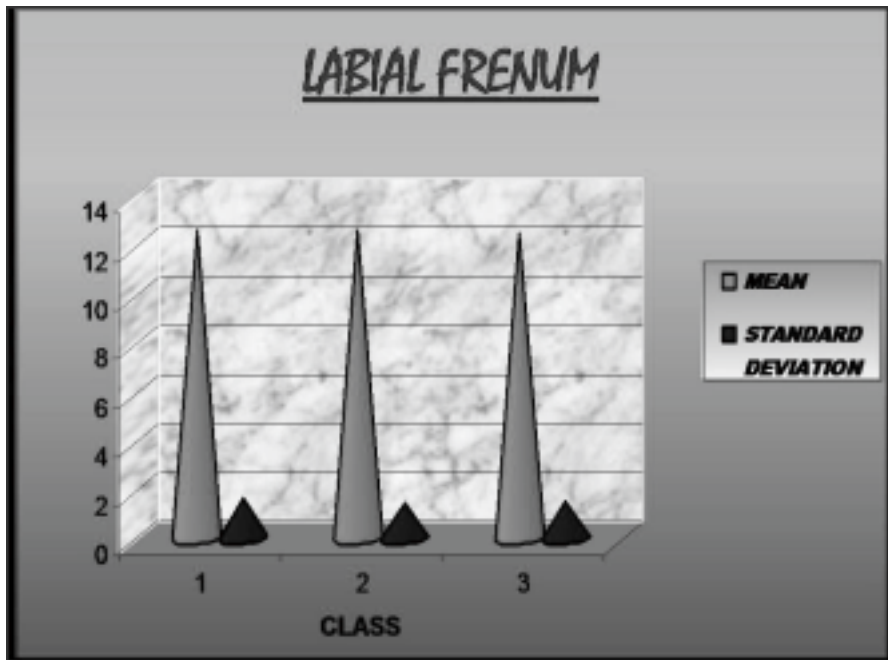 LABIAL FRENUM
14
12
10
8
6
4
2
0
1 2 3
CLASS
MEAN
STANDARD
DEVIATION